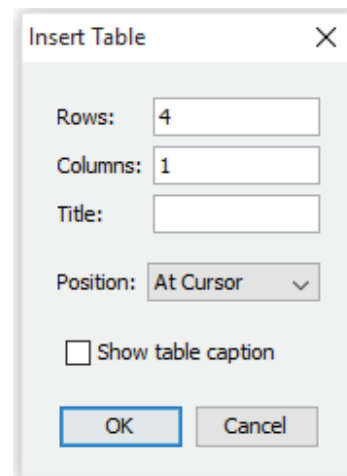 Insert Table
Rows: 4
Columns: 1
Title:
Position: At Cursor
Show table caption
OK Cancel